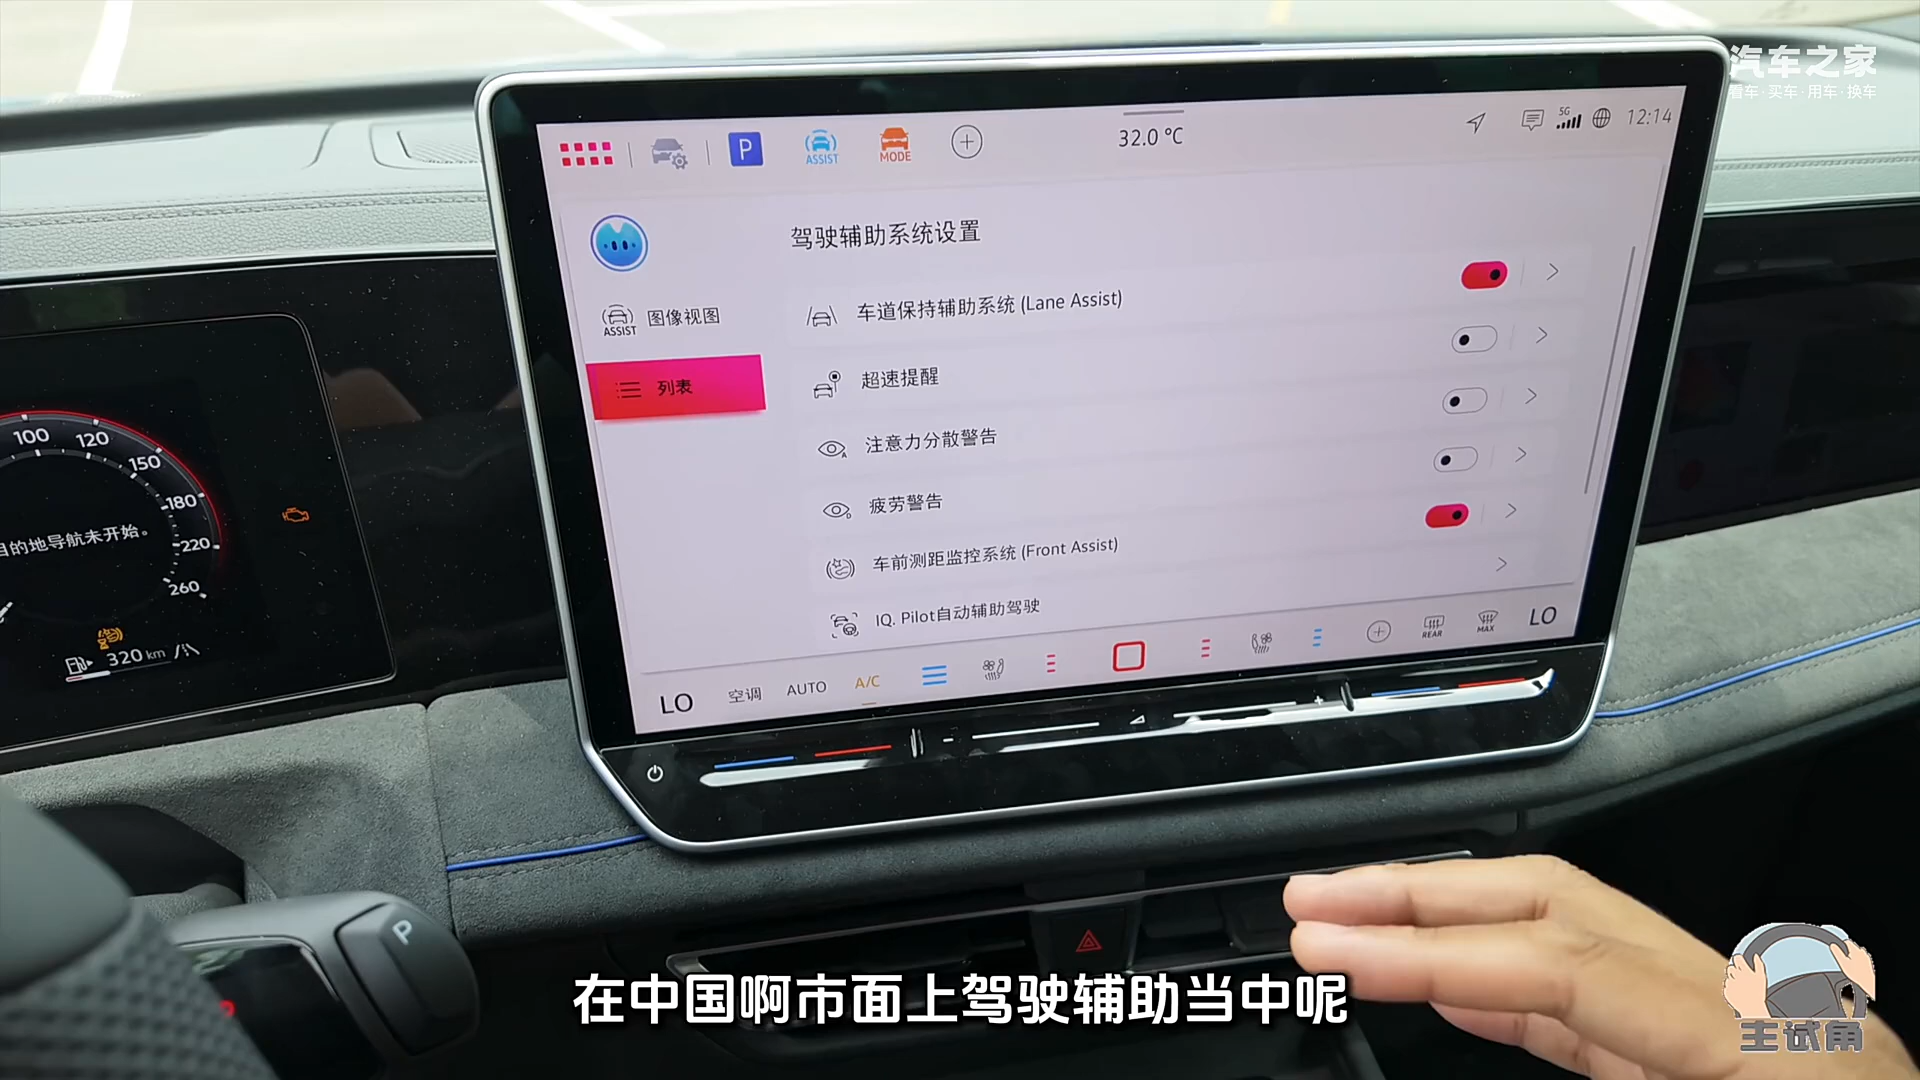 汽车之家
看车·买车·用车·换车
P
ASSIST
MODE
32.0 °C
5G
12:14
驾驶辅助系统设置
ASSIST 图像视图
列表
车道保持辅助系统 (Lane Assist)
超速提醒
注意力分散警告
疲劳警告
车前测距监控系统 (Front Assist)
IQ. Pilot自动辅助驾驶
LO
空调
AUTO
A/C
REAR
MAX
LO
100
120
150
180
220
260
目的地导航未开始。
320 km
P
在中国啊市面上驾驶辅助当中呢
主试角